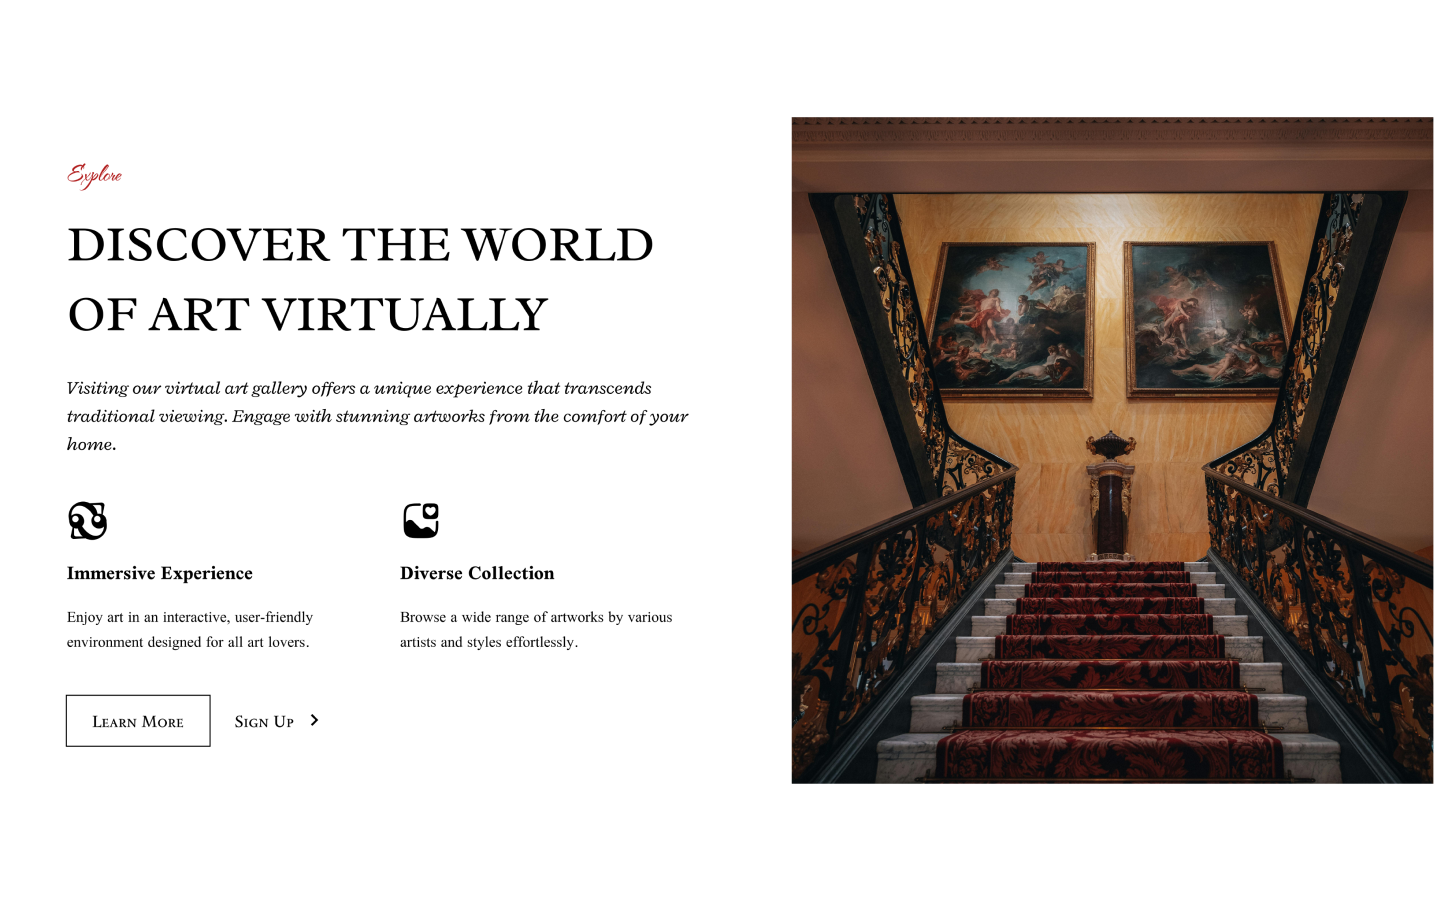 Explore
DISCOVER THE WORLD
OF ART VIRTUALLY
Visiting our virtual art gallery offers a unique experience that transcends
traditional viewing. Engage with stunning artworks from the comfort of your
home.
Immersive Experience
Enjoy art in an interactive, user-friendly
environment designed for all art lovers.
Diverse Collection
Browse a wide range of artworks by various
artists and styles effortlessly.
Learn More
Sign Up